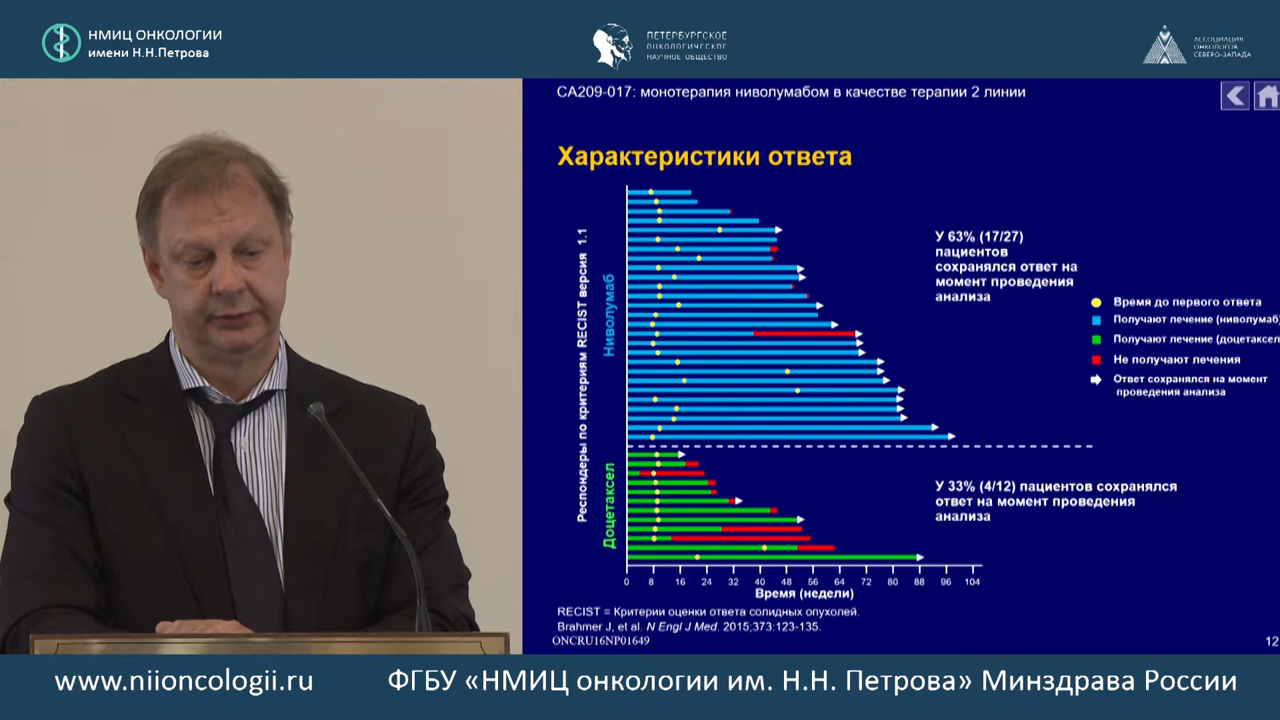 НМИЦ ОНКОЛОГИИ
имени Н.Н.Петрова
ПЕТЕРБУРГСКОЕ
ОНКОЛОГИЧЕСКОЕ
НАУЧНОЕ ОБЩЕСТВО
АССОЦИАЦИЯ
ОНКОЛОГОВ
СЕВЕРО-ЗАПАДА
CA209-017: монотерапия ниволумабом в качестве терапии 2 линии
Характеристики ответа
Респондеры по критериям RECIST версия 1.1
Ниволумаб
Доцетаксел
У 63% (17/27)
пациентов
сохранялся ответ на
момент проведения
анализа
Время до первого ответа
Получают лечение (ниволумаб
Получают лечение (доцетаксел
Не получают лечения
Ответ сохранялся на момент
проведения анализа
У 33% (4/12) пациентов сохранялся
ответ на момент проведения
анализа
0 8 16 24 32 40 48 56 64 72 80 88 96 104
Время (недели)
RECIST = Критерии оценки ответа солидных опухолей.
Brahmer J, et al. N Engl J Med. 2015;373:123-135.
ONCRU16NP01649
12
www.niioncologii.ru
ФГБУ «НМИЦ онкологии им. Н.Н. Петрова» Минздрава России